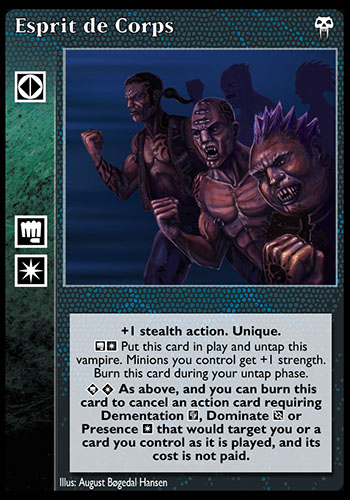 Esprit de Corps
+1 stealth action. Unique.
Put this card in play and untap this
vampire. Minions you control get +1 strength.
Burn this card during your untap phase.
As above, and you can burn this
card to cancel an action card requiring
Dementation , Dominate or
Presence that would target you or a
card you control as it is played, and its
cost is not paid.
Illus: August Bøgedal Hansen